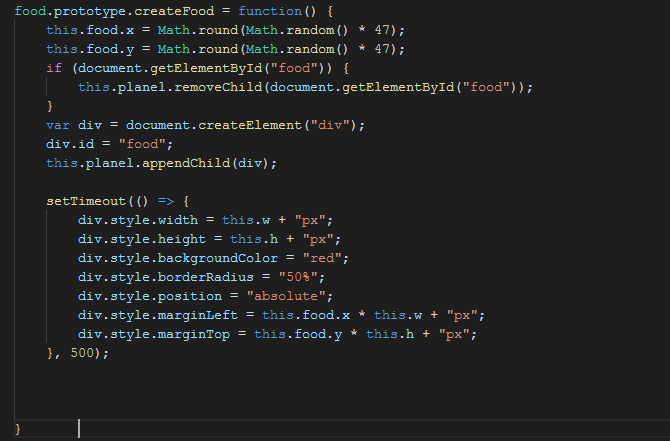 food.prototype.createFood = function() {
    this.food.x = Math.round(Math.random() * 47);
    this.food.y = Math.round(Math.random() * 47);
    if (document.getElementById("food")) {
        this.planel.removeChild(document.getElementById("food"));
    }
    var div = document.createElement("div");
    div.id = "food";
    this.planel.appendChild(div);

    setTimeout(() => {
        div.style.width = this.w + "px";
        div.style.height = this.h + "px";
        div.style.backgroundColor = "red";
        div.style.borderRadius = "50%";
        div.style.position = "absolute";
        div.style.marginLeft = this.food.x * this.w + "px";
        div.style.marginTop = this.food.y * this.h + "px";
    }, 500);



}